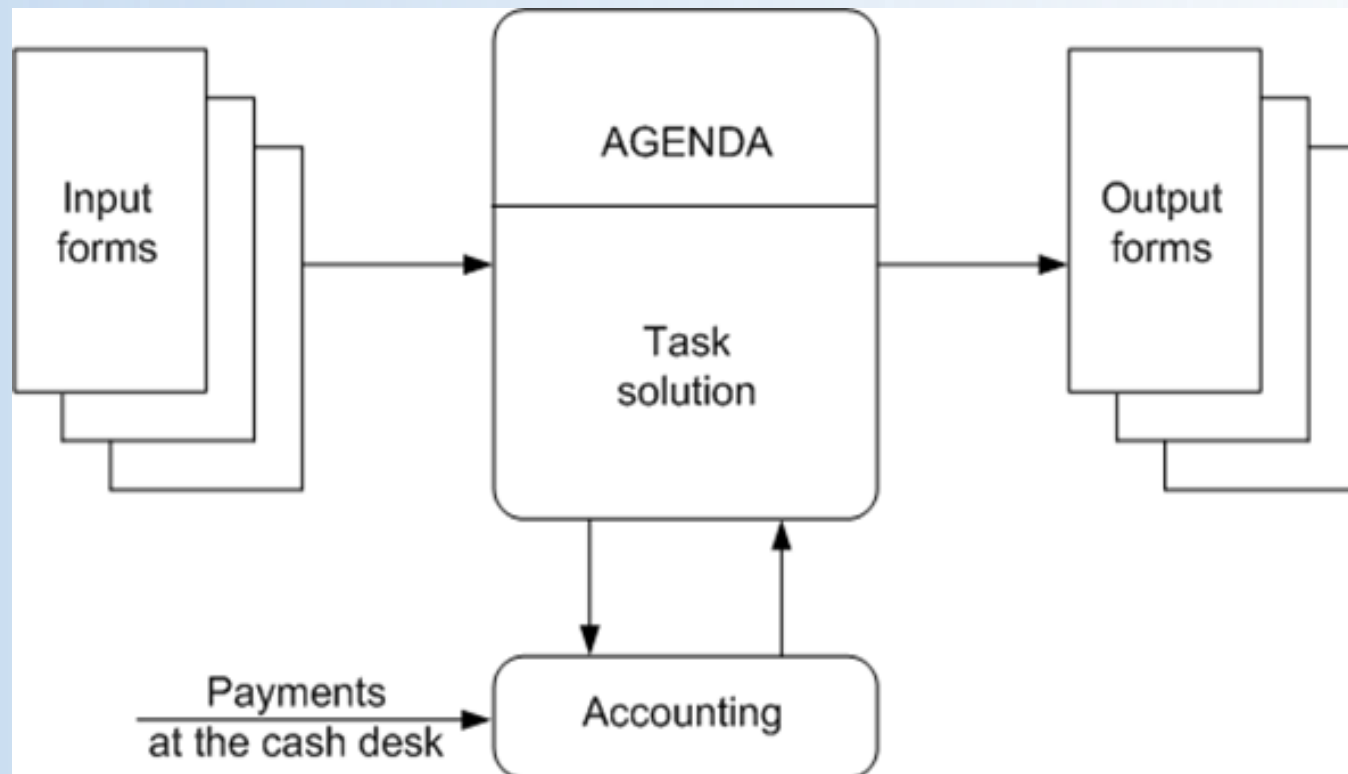 Input
forms
AGENDA
Task
solution
Output
forms
Payments
at the cash desk
Accounting